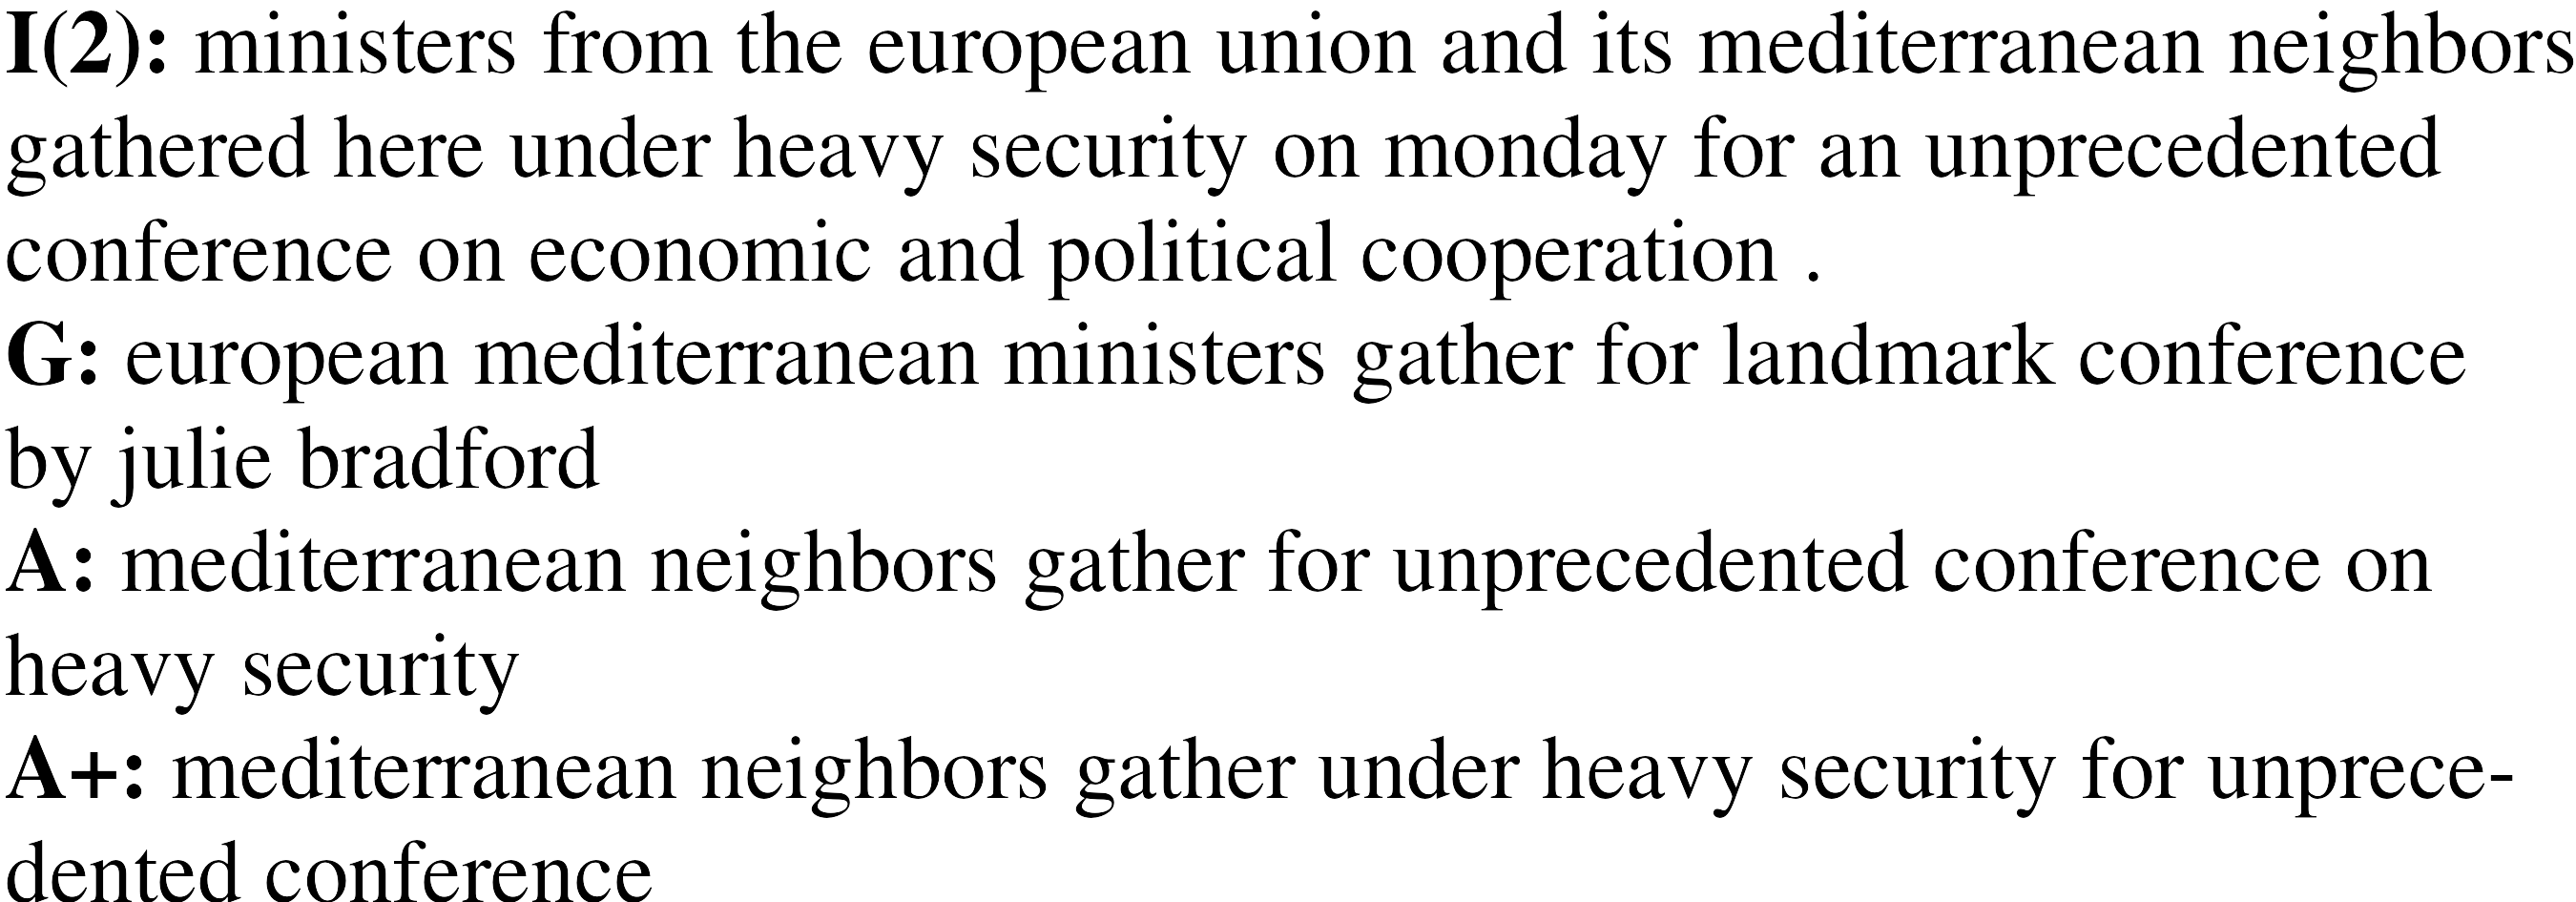 I(2): ministers from the european union and its mediterranean neighbors
gathered here under heavy security on monday for an unprecedented
conference on economic and political cooperation .
G: european mediterranean ministers gather for landmark conference
by julie bradford
A: mediterranean neighbors gather for unprecedented conference on
heavy security
A+: mediterranean neighbors gather under heavy security for unprece-
dented conference